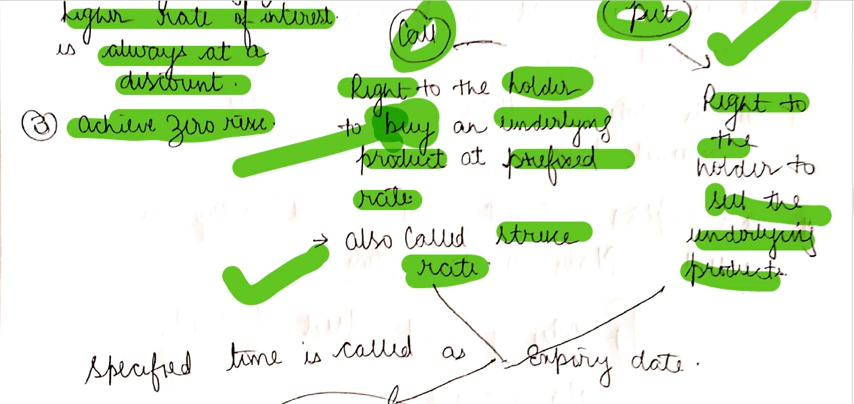 higher rate of interest.
is always at a
discount.
③ achieve zero risk.
Call
Right to the holder
to buy an underlying
product at prefixed
rate.
→ also called strike
rate.
Put
Right to
the
holder to
sell the
underlying
products.
Specified time is called as Expiry date.